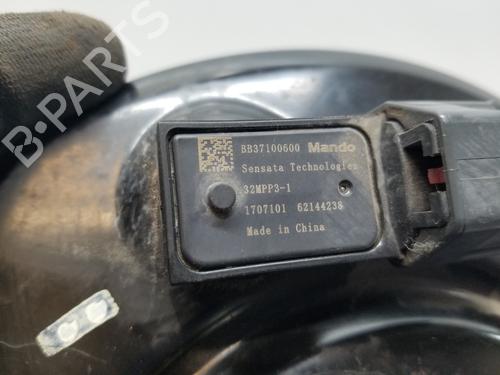 BB37100600 Mando
Sensata Technologies
32MPP3-1
1707101 62144238
Made in China
B-PARTS